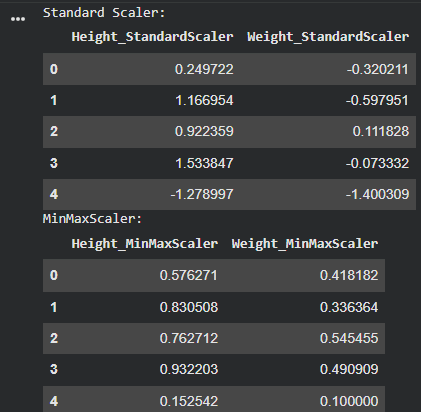 Standard Scaler:
Height_StandardScaler Weight_StandardScaler
0 0.249722 -0.320211
1 1.166954 -0.597951
2 0.922359 0.111828
3 1.533847 -0.073332
4 -1.278997 -1.400309
MinMaxScaler:
Height_MinMaxScaler Weight_MinMaxScaler
0 0.576271 0.418182
1 0.830508 0.336364
2 0.762712 0.545455
3 0.932203 0.490909
4 0.152542 0.100000